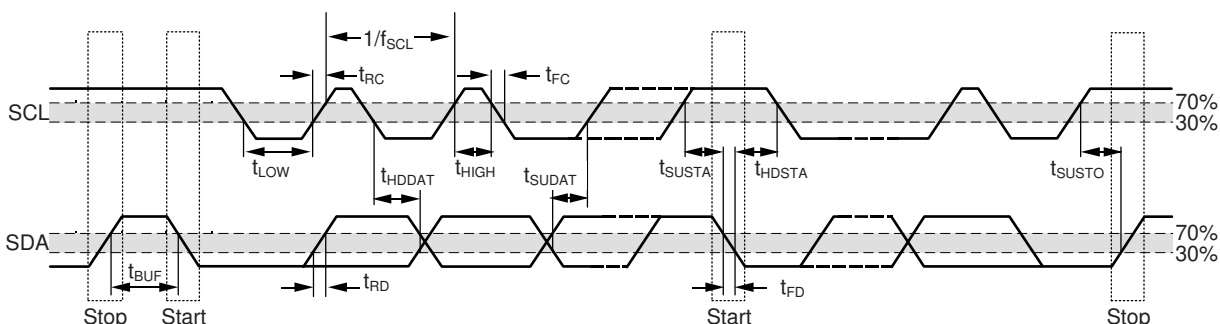 1/fSCL
tRC
tFC
SCL
70%
30%
tLOW
tHDDAT
tHIGH
tSUDAT
tSUSTA
tHDSTA
tSUSTO
SDA
70%
30%
tBUF
tRD
tFD
Stop
Start
Start
Stop